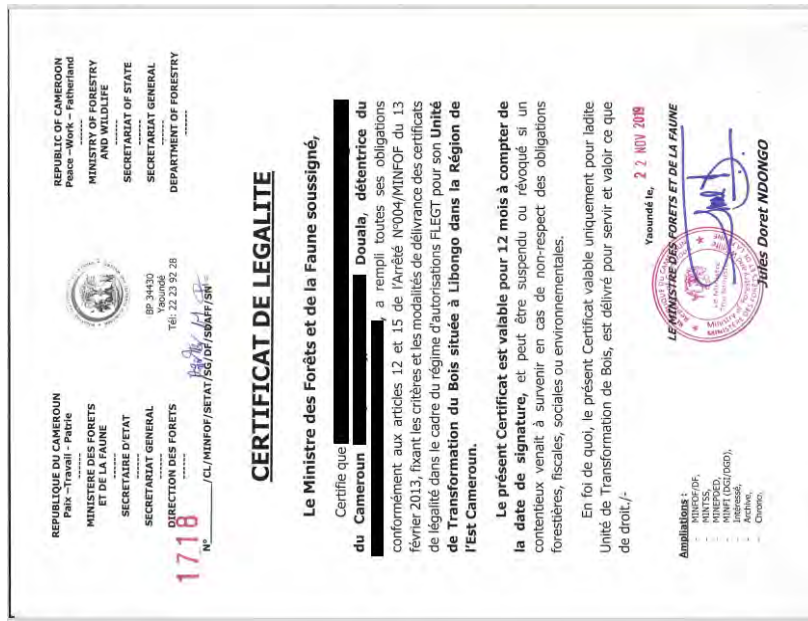 REPUBLIQUE DU CAMEROUN
Paix –Travail - Patrie
--------
MINISTERE DES FORETS
ET DE LA FAUNE
--------
SECRETAIRE D'ETAT
--------
SECRETARIAT GENERAL
--------
DIRECTION DES FORETS
--------
BP 34430
Yaoundé
Tél: 22 23 92 28
REPUBLIC OF CAMEROON
Peace –Work – Fatherland
--------
MINISTRY OF FORESTRY
AND WILDLIFE
--------
SECRETARIAT OF STATE
--------
SECRETARIAT GENERAL
--------
DEPARTMENT OF FORESTRY
--------
1718
N° /CL/MINFOF/SETAT/SG/DF/SDAFF/SN
CERTIFICAT DE LEGALITE
Le Ministre des Forêts et de la Faune soussigné,
Certifie que
du Cameroun Douala, détentrice du
, a rempli toutes ses obligations
conformément aux articles 12 et 15 de l'Arrêté N°004/MINFOF du 13
février 2013, fixant les critères et les modalités de délivrance des certificats
de légalité dans le cadre du régime d'autorisations FLEGT pour son Unité
de Transformation du Bois située à Libongo dans la Région de
l'Est Cameroun.
Le présent Certificat est valable pour 12 mois à compter de
la date de signature, et peut être suspendu ou révoqué si un
contentieux venait à survenir en cas de non-respect des obligations
forestières, fiscales, sociales ou environnementales.
En foi de quoi, le présent Certificat valable uniquement pour ladite
Unité de Transformation de Bois, est délivré pour servir et valoir ce que
de droit./-
Yaoundé le, 22 NOV 2019
LE MINISTRE DES FORETS ET DE LA FAUNE
Jules Doret NDONGO
Ampliations :
- MINFOF/DF,
- MINTSS,
- MINEPDED,
- MINFI (DGI/DGD),
- Intéressé,
- Archive,
- Chrono.